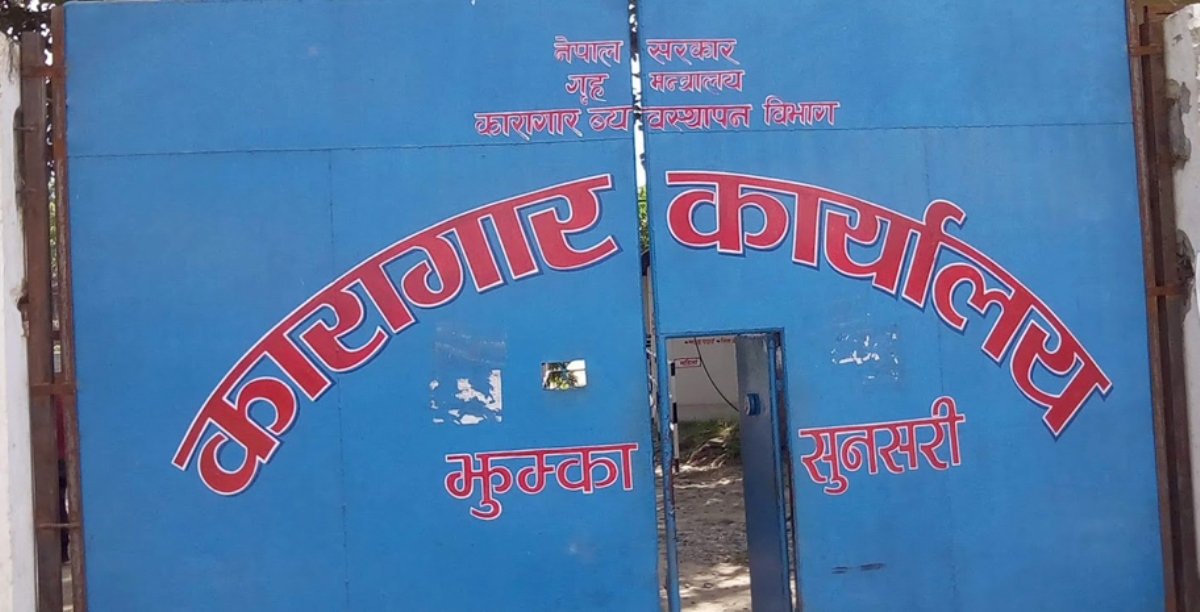 नेपाल सरकार
गृह मन्त्रालय
कारागार व्यवस्थापन विभाग
कारागार कार्यालय
झुम्का सुनसरी